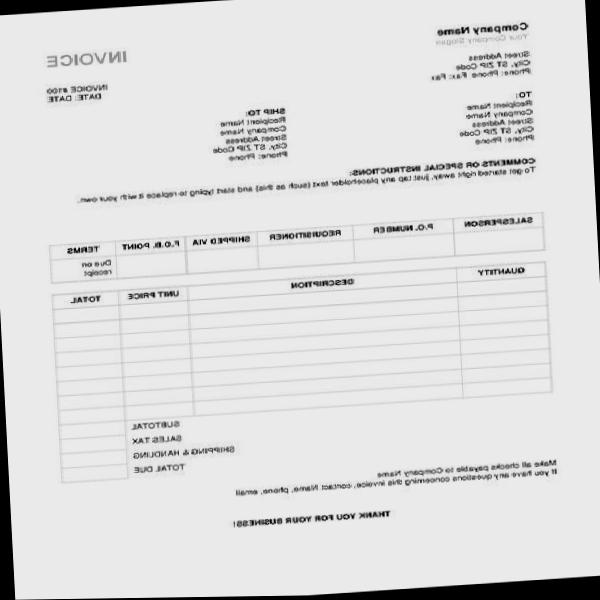 Company Name
Your Company Slogan
INVOICE
Street Address
City, ST ZIP Code
Phone: Phone Fax: Fax
INVOICE #100
DATE: DATE
TO:
Recipient Name
Company Name
Street Address
City, ST ZIP Code
Phone: Phone
SHIP TO:
Recipient Name
Company Name
Street Address
City, ST ZIP Code
Phone: Phone
COMMENTS OR SPECIAL INSTRUCTIONS:
To get started right away, just tap any placeholder text (such as this) and start typing to replace it with your own.
SALESPERSON P.O. NUMBER REQUISITIONER SHIPPED VIA F.O.B. POINT TERMS
Due on
receipt
QUANTITY DESCRIPTION UNIT PRICE TOTAL
SUBTOTAL
SALES TAX
SHIPPING & HANDLING
TOTAL DUE
Make all checks payable to Company Name
If you have any questions concerning this invoice, contact: Name, phone, email
THANK YOU FOR YOUR BUSINESS!